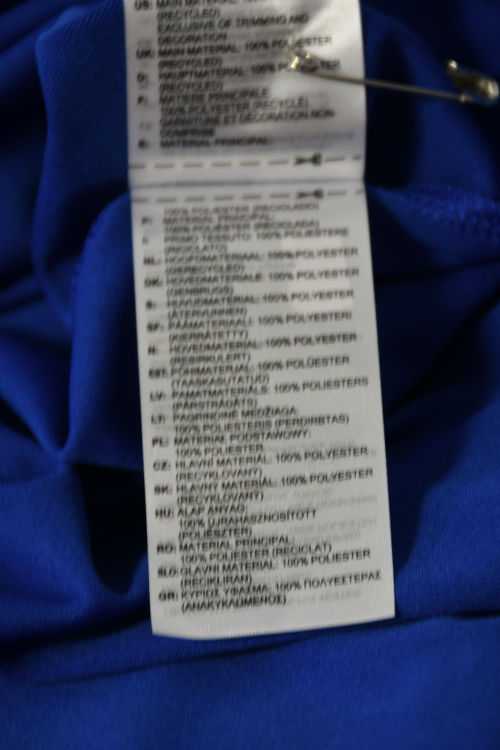 US: MAIN MATERIAL: 100%
(RECYCLED)
EXCLUSIVE OF TRIMMING AND
DECORATION
UK: MAIN MATERIAL: 100% POLYESTER
(RECYCLED)
D: HAUPTMATERIAL: 100% POLYESTER
(RECYCLED)
F: MATIERE PRINCIPALE
100% POLYESTER (RECYCLÉ)
GARNITURE ET DÉCORATION NON-
COMPRISE
E: MATERIAL PRINCIPAL:
100% POLIESTER (RECICLADO)
P: MATERIAL PRINCIPAL:
100% POLIÉSTER (RECICLADA)
I: PRIMO TESSUTO: 100% POLIESTERE
(RICICLATO)
NL: HOOFDMATERIAAL: 100% POLYESTER
(GERECYCLED)
DK: HOVEDMATERIALE: 100% POLYESTER
(GENBRUGS)
S: HUVUDMATERIAL: 100% POLYESTER
(ÅTERVUNNEN)
SF: PÄÄMATERIAALI: 100% POLYESTERI
(KIERRÄTETTY)
N: HOVEDMATERIALE: 100% POLYESTER
(RESIRKULERT)
EST: PÕHIMATERJAL: 100% POLÜESTER
(TAASKASUTATUD)
LV: PAMATMATERIĀLS: 100% POLIESTERS
(PĀRSTRĀDĀTS)
LT: PAGRINDINĖ MEDŽIAGA:
100% POLIESTERIS (PERDIRBTAS)
PL: MATERIAŁ PODSTAWOWY:
100% POLIESTER
CZ: HLAVNÍ MATERIÁL: 100% POLYESTER
(RECYKLOVANÝ)
SK: HLAVNÝ MATERIÁL: 100% POLYESTER
(RECYKLOVANÝ)
HU: ALAP ANYAG:
100% ÚJRAHASZNOSÍTOTT
(POLIÉSZTER)
RO: MATERIAL PRINCIPAL:
100% POLIESTER (RECICLAT)
SLO: GLAVNI MATERIAL: 100% POLIESTER
(RECIKLIRAN)
GR: ΚΥΡΙΟΣ ΥΦΑΣΜΑ: 100% ΠΟΛΥΕΣΤΕΡΑΣ
(ΑΝΑΚΥΚΛΩΜΕΝΟΣ)